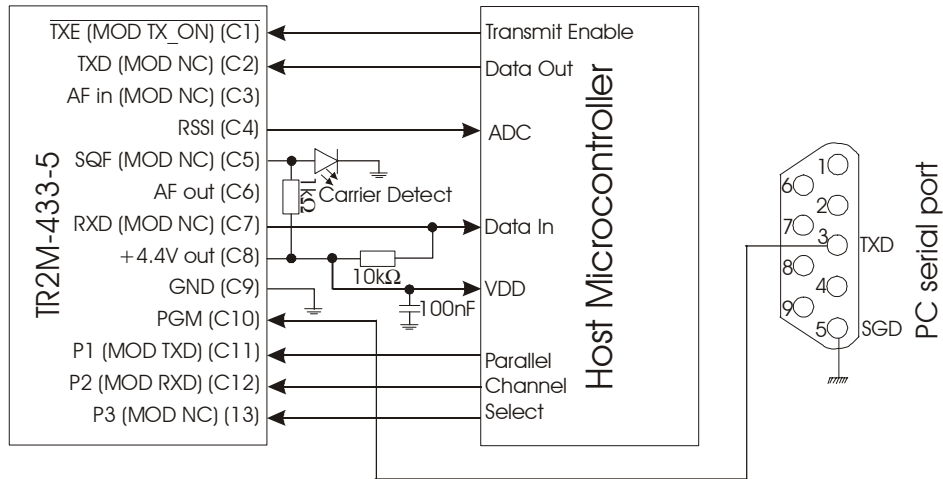 TR2M-433-5
TXE (MOD TX_ON) (C1)
TXD (MOD NC) (C2)
AF in (MOD NC) (C3)
RSSI (C4)
SQF (MOD NC) (C5)
AF out (C6)
RXD (MOD NC) (C7)
+4.4V out (C8)
GND (C9)
PGM (C10)
P1 (MOD TXD) (C11)
P2 (MOD RXD) (C12)
P3 (MOD NC) (13)
1kΩ
Carrier Detect
10kΩ
100nF
Transmit Enable
Data Out
ADC
Data In
VDD
Parallel
Channel
Select
Host Microcontroller
1
6
2
7
3
TXD
8
4
9
5
SGD
PC serial port